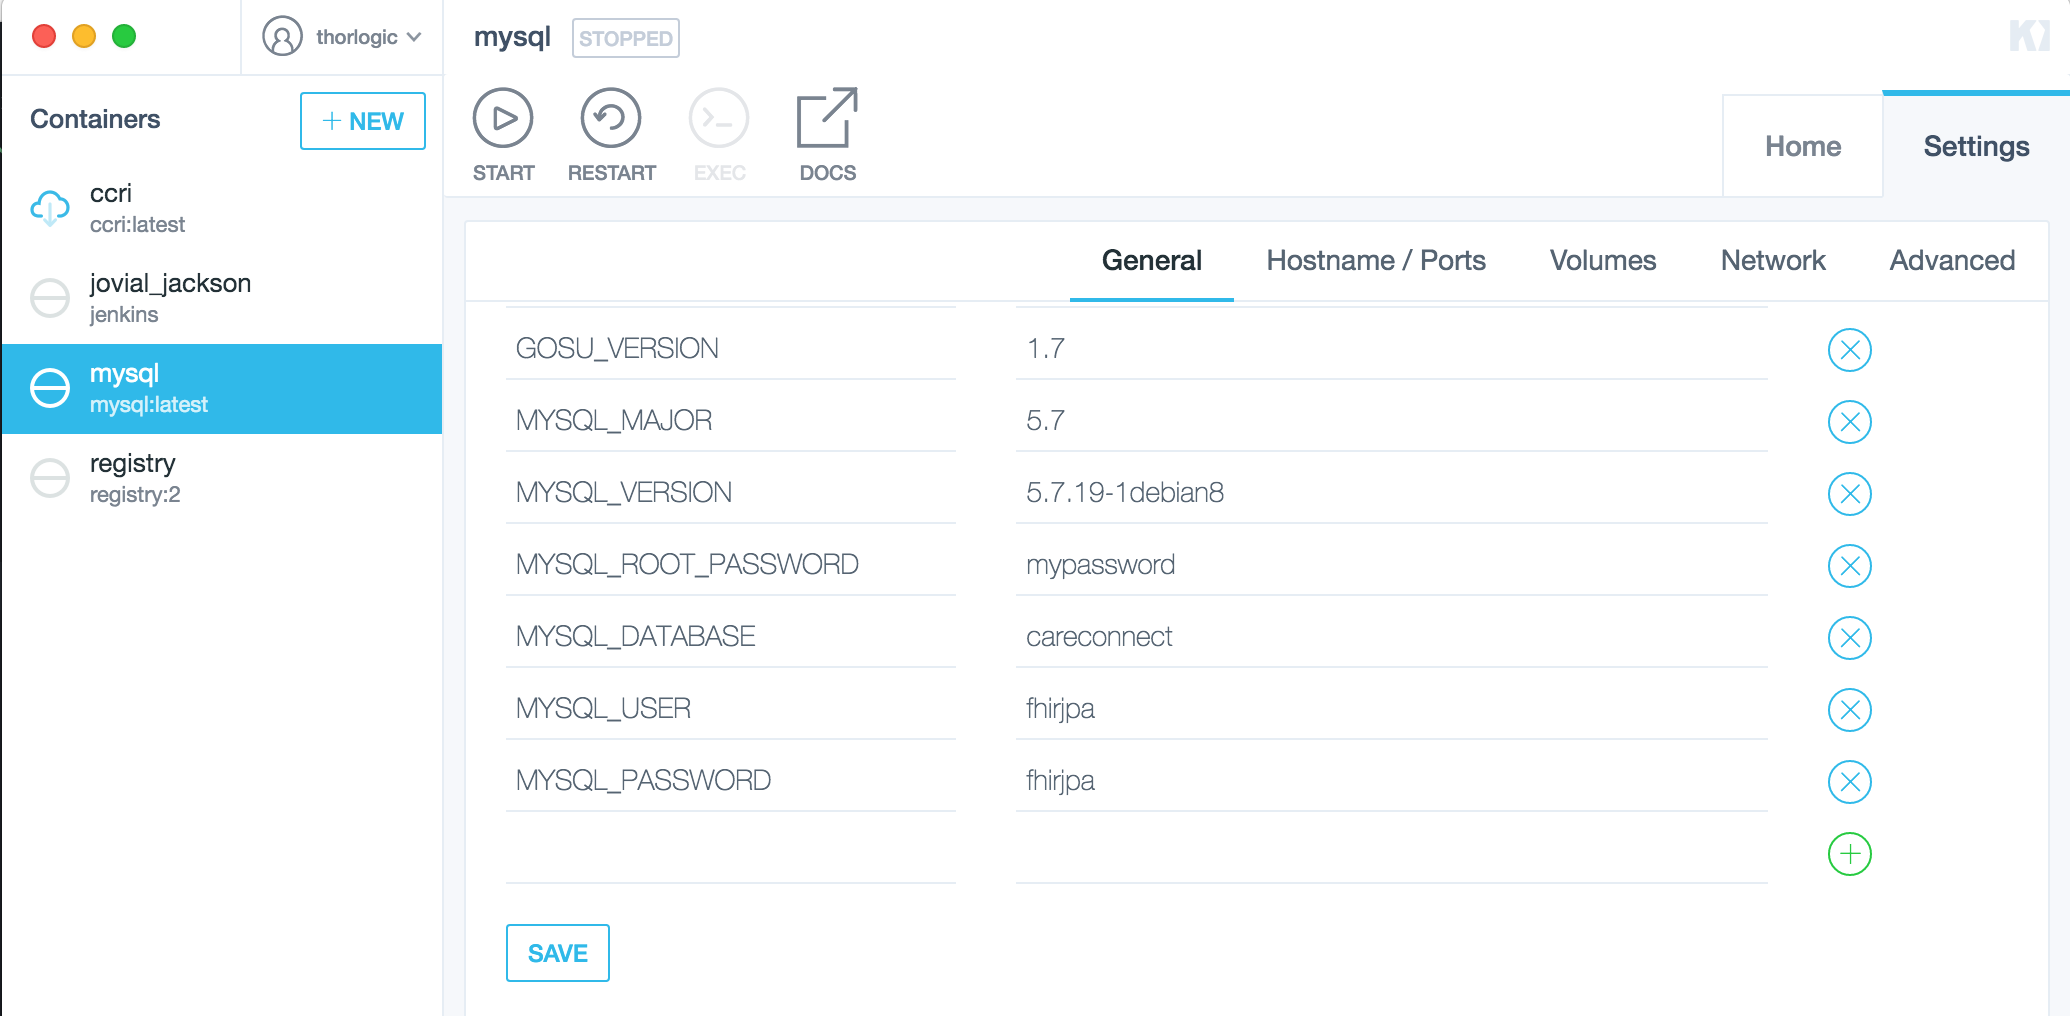 thorlogic
mysql STOPPED
Containers
+ NEW
START RESTART EXEC DOCS
Home Settings
ccri
ccri:latest
jovial_jackson
jenkins
mysql
mysql:latest
registry
registry:2
General Hostname / Ports Volumes Network Advanced
GOSU_VERSION 1.7
MYSQL_MAJOR 5.7
MYSQL_VERSION 5.7.19-1debian8
MYSQL_ROOT_PASSWORD mypassword
MYSQL_DATABASE careconnect
MYSQL_USER fhirjpa
MYSQL_PASSWORD fhirjpa
SAVE